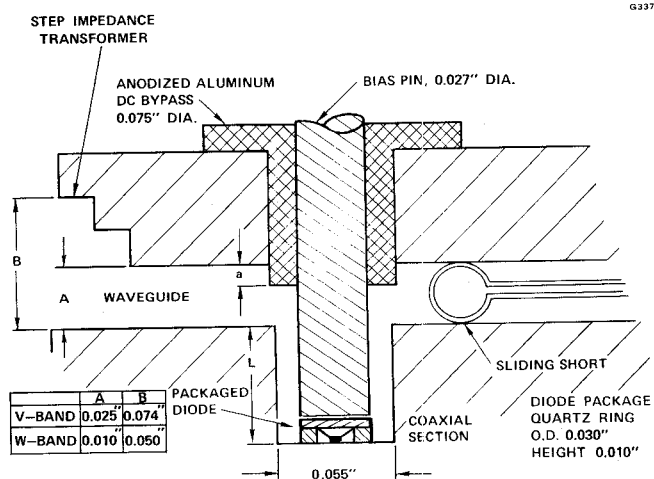 G337
STEP IMPEDANCE
TRANSFORMER
ANODIZED ALUMINUM
DC BYPASS
0.075" DIA.
BIAS PIN, 0.027" DIA.
B
A
WAVEGUIDE
a
L
SLIDING SHORT
PACKAGED
DIODE
COAXIAL
SECTION
DIODE PACKAGE
QUARTZ RING
O.D. 0.030"
HEIGHT 0.010"
A B
V-BAND 0.025" 0.074"
W-BAND 0.010" 0.050"
0.055"